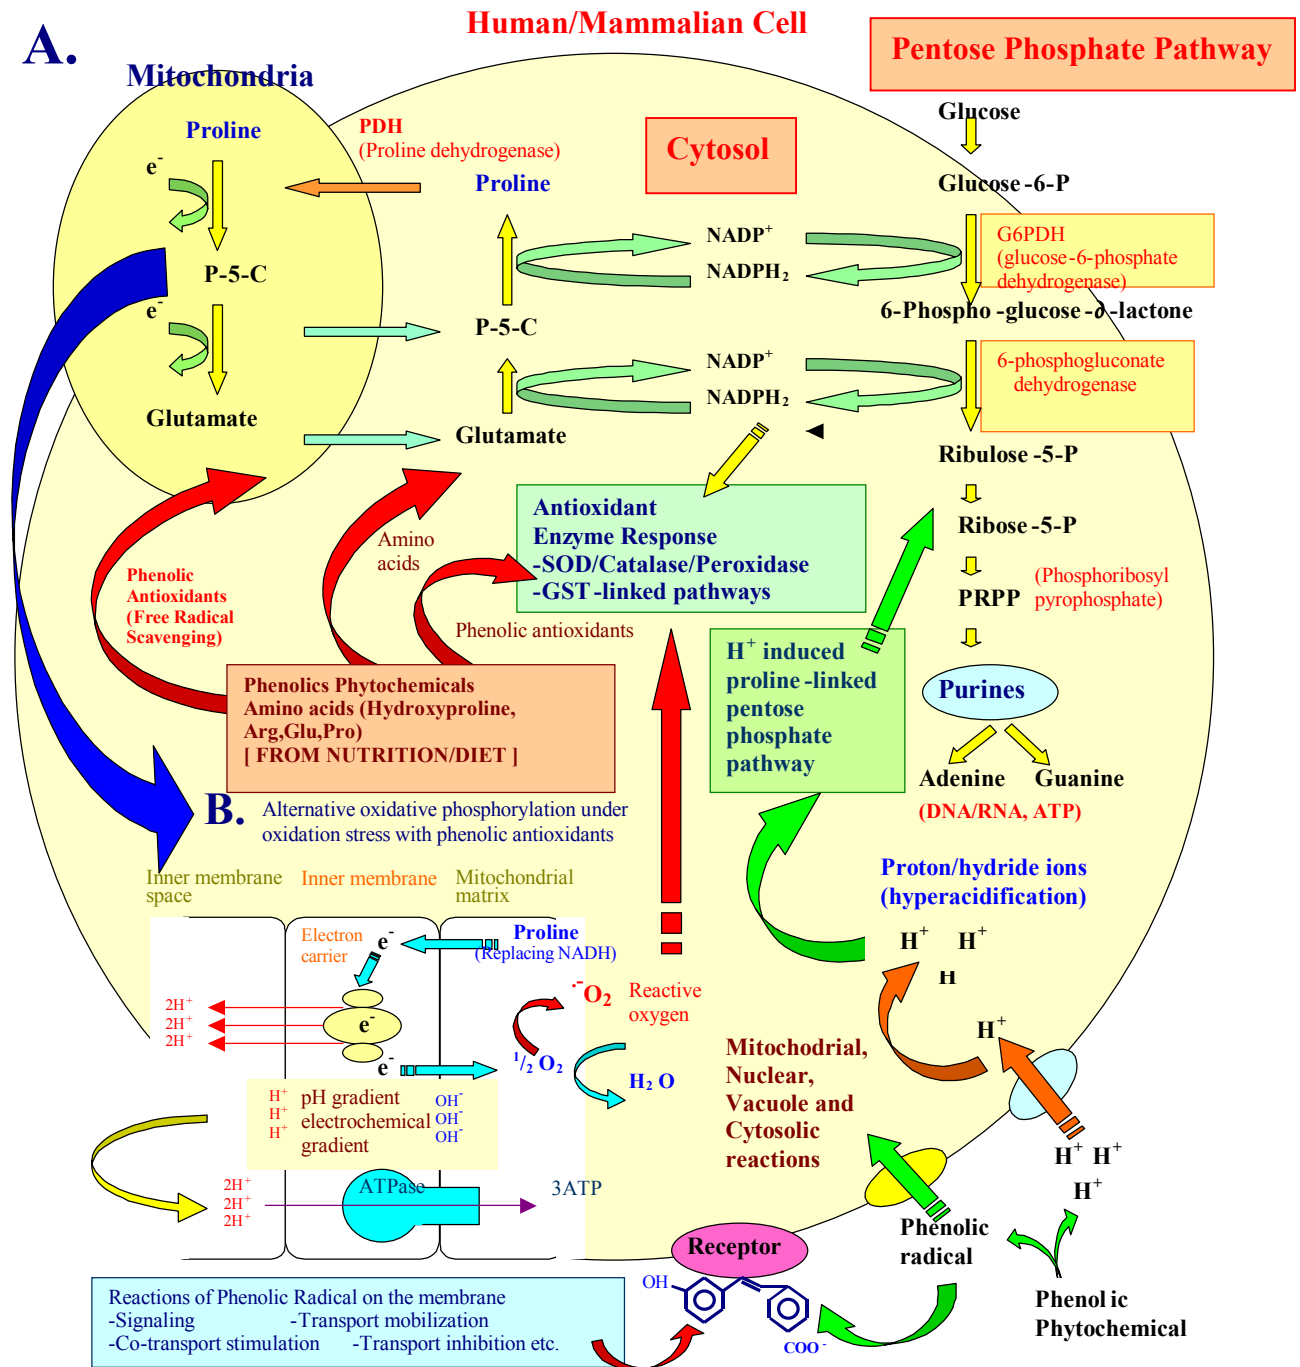 A.
Human/Mammalian Cell
Pentose Phosphate Pathway
Mitochondria
Proline
e-
P-5-C
e-
Glutamate
PDH
(Proline dehydrogenase)
Proline
P-5-C
Glutamate
Cytosol
NADP+
NADPH2
NADP+
NADPH2
Glucose
Glucose -6-P
G6PDH
(glucose-6-phosphate
dehydrogenase)
6-Phospho -glucose -∂-lactone
6-phosphogluconate
dehydrogenase
Ribulose -5-P
Ribose -5-P
PRPP
(Phosphoribosyl
pyrophosphate)
Purines
Adenine
Guanine
(DNA/RNA, ATP)
Antioxidant
Enzyme Response
-SOD/Catalase/Peroxidase
-GST -linked pathways
Amino
acids
Phenolic
Antioxidants
(Free Radical
Scavenging)
Phenolic antioxidants
Phenolics Phytochemicals
Amino acids (Hydroxyproline,
Arg,Glu,Pro)
[ FROM NUTRITION/DIET ]
H+ induced
proline -linked
pentose
phosphate
pathway
B.
Alternative oxidative phosphorylation under
oxidation stress with phenolic antioxidants
Inner membrane
space
Inner membrane
Mitochondrial
matrix
Electron
carrier
e-
Proline
(Replacing NADH)
2H+
2H+
2H+
e-
e-
·-O2
Reactive
oxygen
1/2 O2
H2 O
H+
H+
H+
pH gradient
electrochemical
gradient
OH-
OH-
OH-
2H+
2H+
2H+
ATPase
3ATP
Proton/hydride ions
(hyperacidification)
H+
H+
H
H+
Mitochodrial,
Nuclear,
Vacuole and
Cytosolic
reactions
H+ H+
H+
Phenolic
radical
Phenolic
Phytochemical
Receptor
OH
COO -
Reactions of Phenolic Radical on the membrane
-Signaling -Transport mobilization
-Co-transport stimulation -Transport inhibition etc.